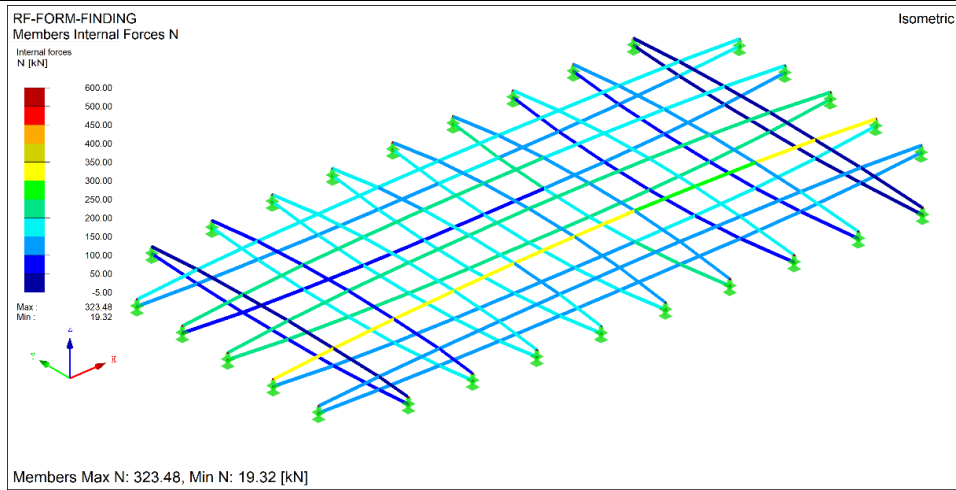 RF-FORM-FINDING
Isometric
Members Internal Forces N
Internal forces
N [kN]
600.00
500.00
450.00
400.00
350.00
300.00
250.00
200.00
150.00
100.00
50.00
-5.00
Max : 323.48
Min : 19.32
Members Max N: 323.48, Min N: 19.32 [kN]